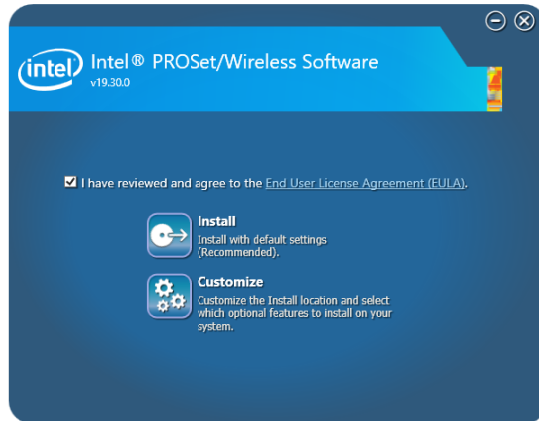 intel
Intel® PROSet/Wireless Software
v19.30.0
I have reviewed and agree to the End User License Agreement (EULA).
Install
Install with default settings
(Recommended).
Customize
Customize the Install location and select
which optional features to install on your
system.